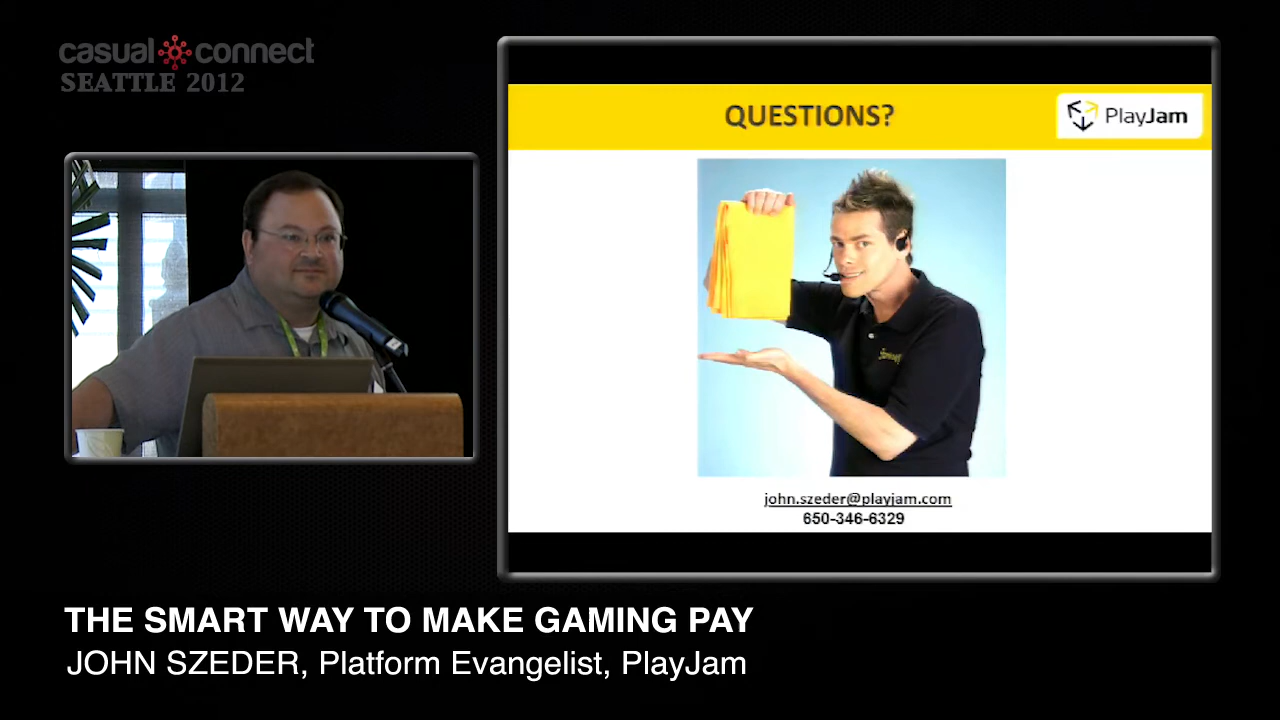 casual connect
SEATTLE 2012
QUESTIONS?
PlayJam
john.szeder@playjam.com
650-346-6329
THE SMART WAY TO MAKE GAMING PAY
JOHN SZEDER, Platform Evangelist, PlayJam